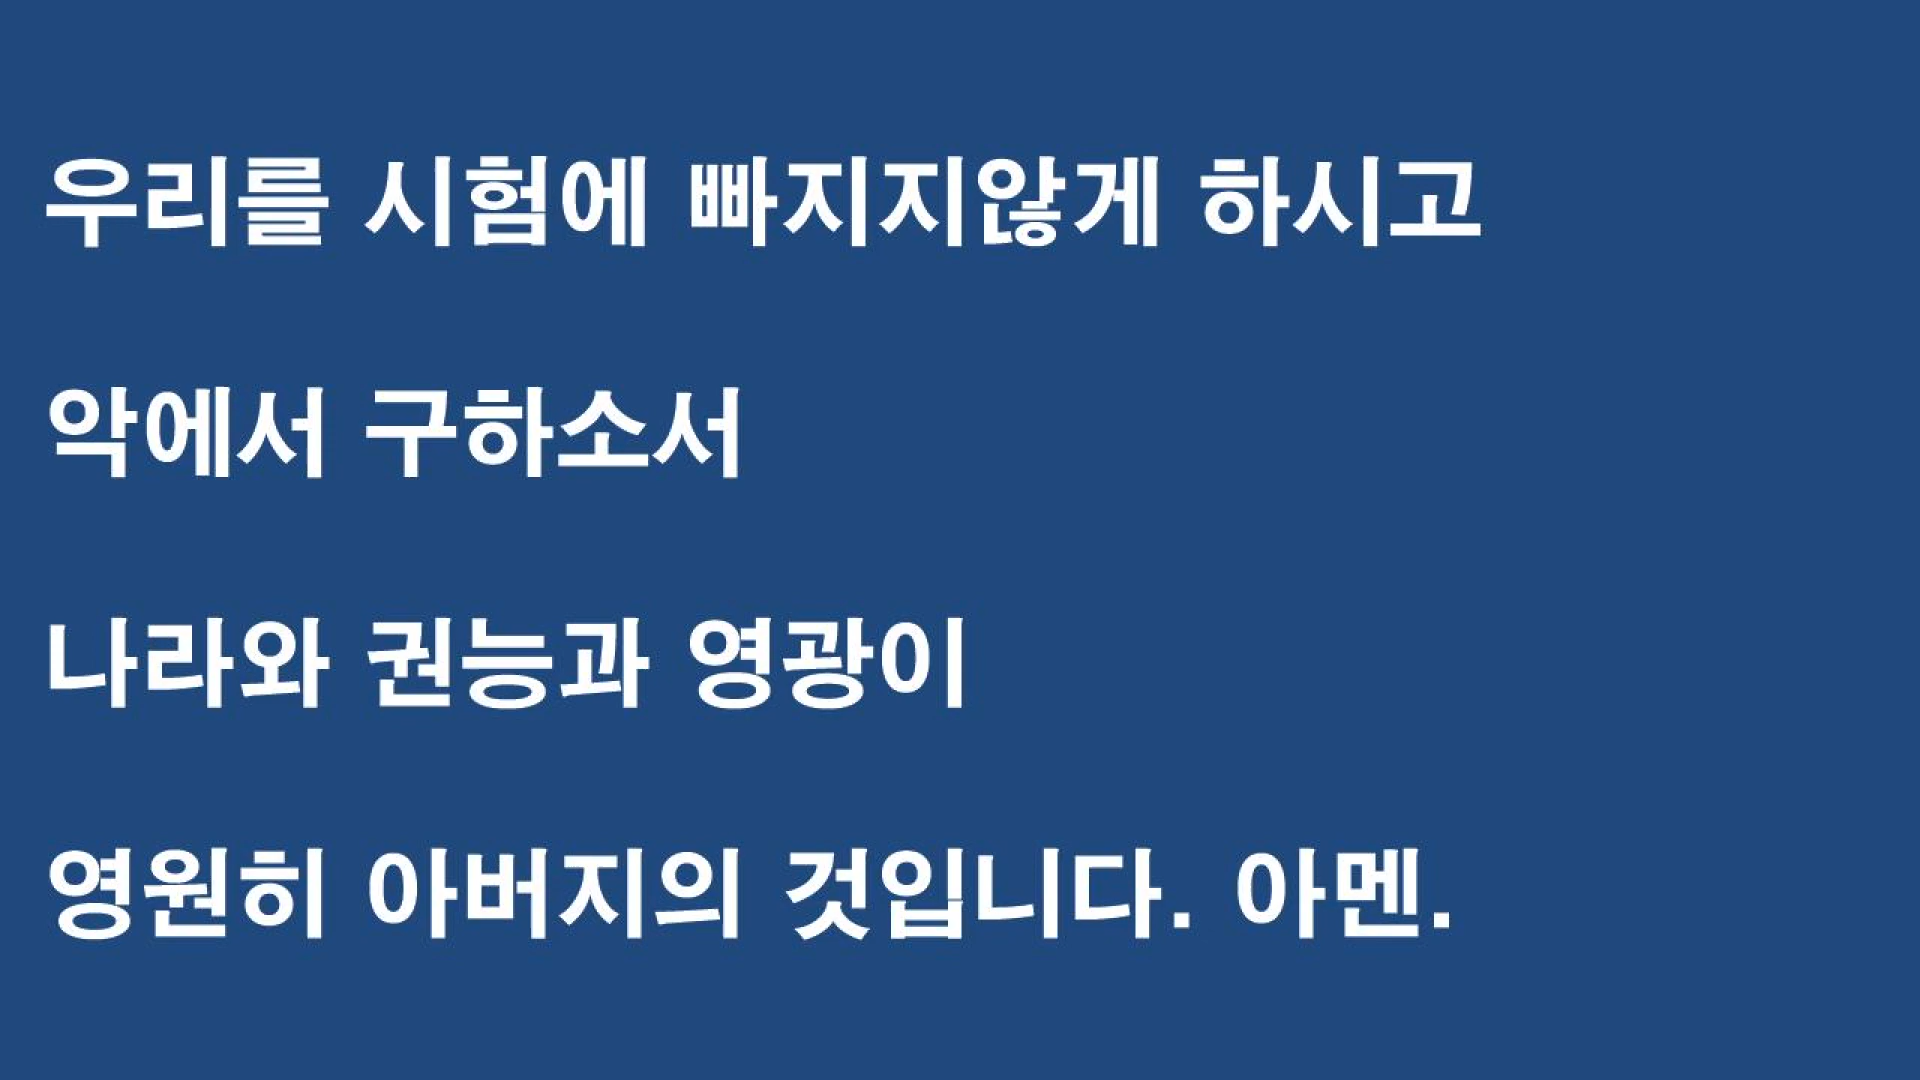 우리를 시험에 빠지지않게 하시고
악에서 구하소서
나라와 권능과 영광이
영원히 아버지의 것입니다. 아멘.